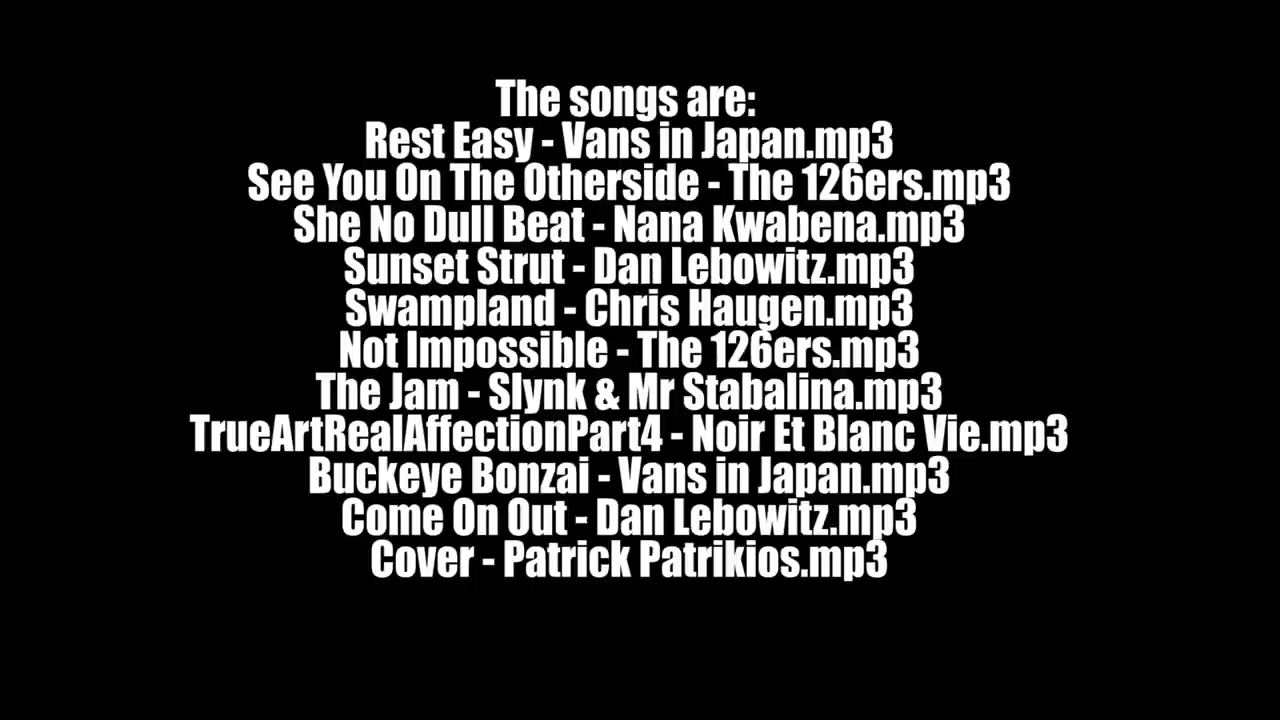 The songs are:
Rest Easy - Vans in Japan.mp3
See You On The Otherside - The 126ers.mp3
She No Dull Beat - Nana Kwabena.mp3
Sunset Strut - Dan Lebowitz.mp3
Swampland - Chris Haugen.mp3
Not Impossible - The 126ers.mp3
The Jam - Slynk & Mr Stabalina.mp3
TrueArtRealAffectionPart4 - Noir Et Blanc Vie.mp3
Buckeye Bonzai - Vans in Japan.mp3
Come On Out - Dan Lebowitz.mp3
Cover - Patrick Patrikios.mp3